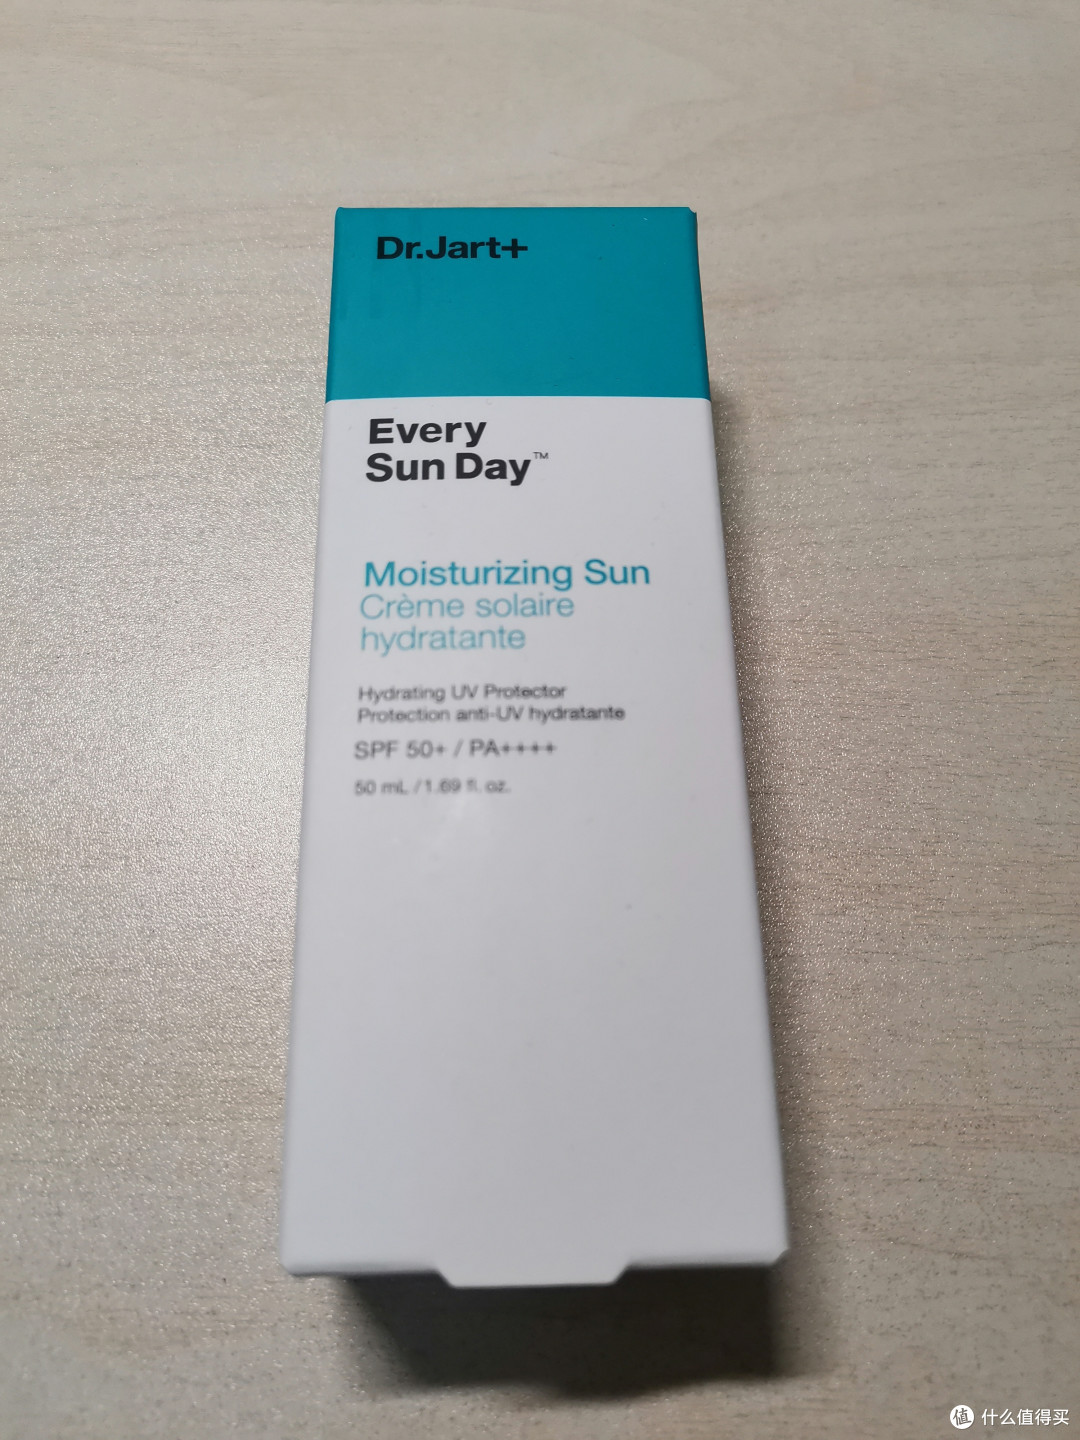 Dr.Jart+
Every
Sun Day™
Moisturizing Sun
Crème solaire
hydratante
Hydrating UV Protector
Protection anti-UV hydratante
SPF 50+ / PA++++
50 mL / 1.69 fl. oz.
值 什么值得买